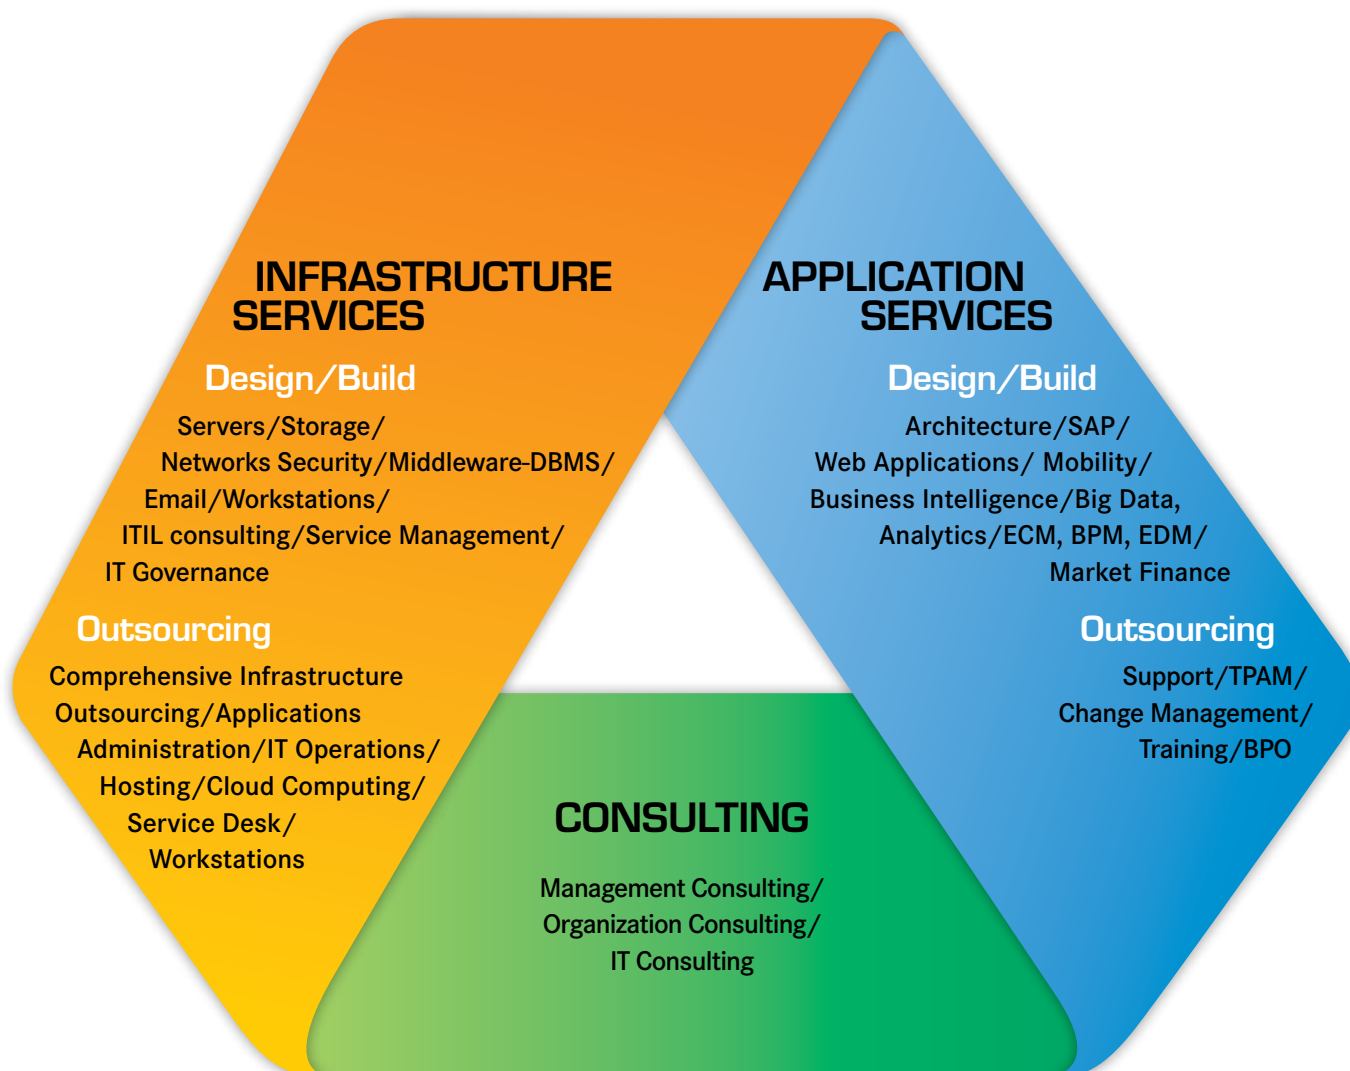 INFRASTRUCTURE
SERVICES
Design/Build
Servers/Storage/
Networks Security/Middleware-DBMS/
Email/Workstations/
ITIL consulting/Service Management/
IT Governance
Outsourcing
Comprehensive Infrastructure
Outsourcing/Applications
Administration/IT Operations/
Hosting/Cloud Computing/
Service Desk/
Workstations
APPLICATION
SERVICES
Design/Build
Architecture/SAP/
Web Applications/ Mobility/
Business Intelligence/Big Data,
Analytics/ECM, BPM, EDM/
Market Finance
Outsourcing
Support/TPAM/
Change Management/
Training/BPO
CONSULTING
Management Consulting/
Organization Consulting/
IT Consulting